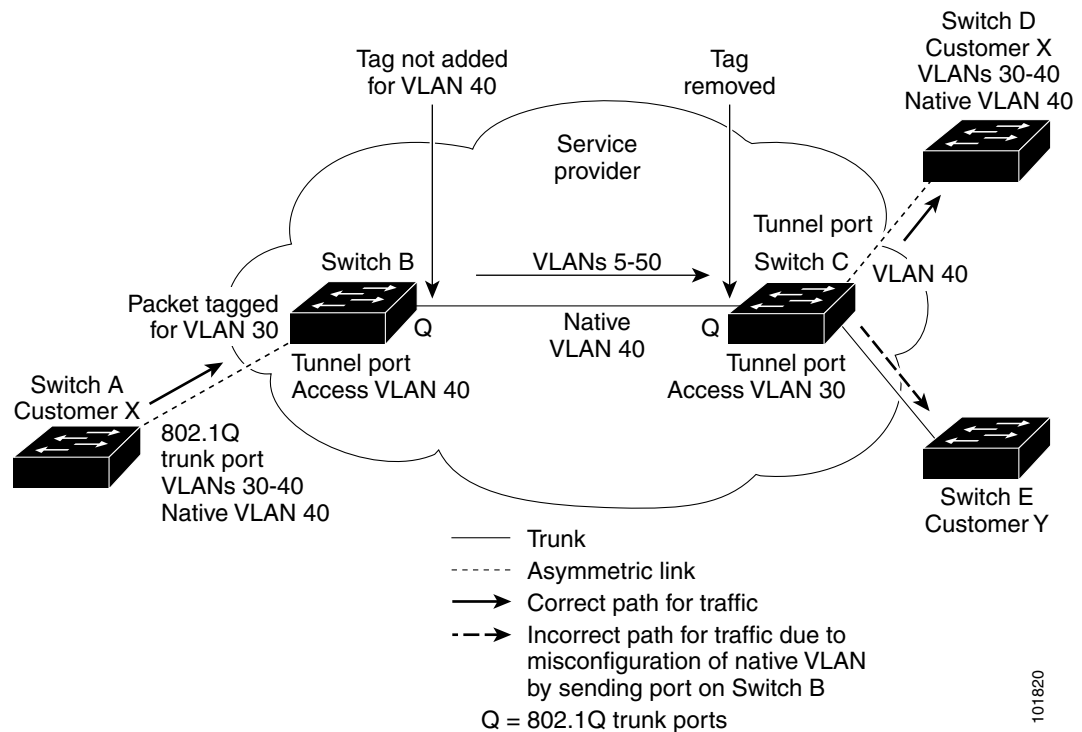 Switch D
Customer X
VLANs 30-40
Native VLAN 40
Tag not added
for VLAN 40
Tag
removed
Service
provider
Tunnel port
Switch B
VLANs 5-50
Switch C
VLAN 40
Packet tagged
for VLAN 30
Q
Native
VLAN 40
Q
Tunnel port
Access VLAN 40
Tunnel port
Access VLAN 30
Switch A
Customer X
802.1Q
trunk port
VLANs 30-40
Native VLAN 40
Switch E
Customer Y
Trunk
Asymmetric link
Correct path for traffic
Incorrect path for traffic due to
misconfiguration of native VLAN
by sending port on Switch B
Q = 802.1Q trunk ports
101820